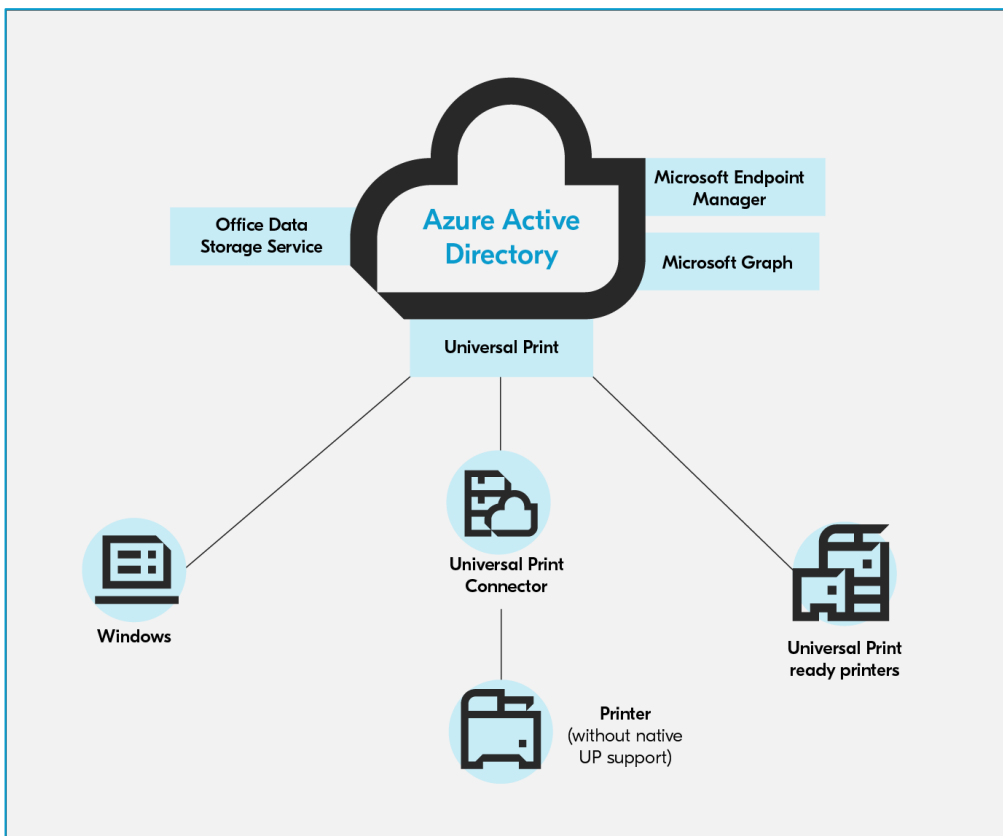 Microsoft Endpoint
Manager
Office Data
Storage Service
Azure Active
Directory
Microsoft Graph
Universal Print
Universal Print
Connector
Windows
Universal Print
ready printers
Printer
(without native
UP support)